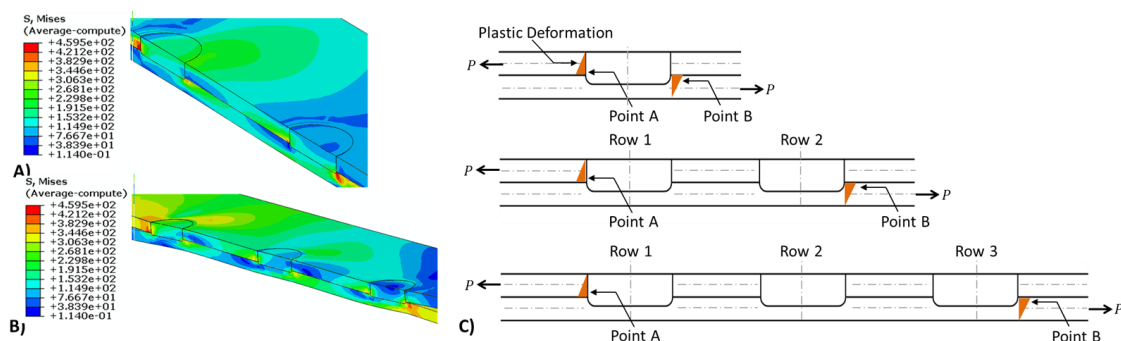 S, Mises
(Average-compute)
+4.595e+02
+4.212e+02
+3.829e+02
+3.446e+02
+3.063e+02
+2.681e+02
+2.298e+02
+1.915e+02
+1.532e+02
+1.149e+02
+7.667e+01
+3.839e+01
+1.140e-01
A)
S, Mises
(Average-compute)
+4.595e+02
+4.212e+02
+3.829e+02
+3.446e+02
+3.063e+02
+2.681e+02
+2.298e+02
+1.915e+02
+1.532e+02
+1.149e+02
+7.667e+01
+3.839e+01
+1.140e-01
B)
Plastic Deformation
P
P
Point A
Point B
Row 1
Row 2
P
P
Point A
Point B
Row 1
Row 2
Row 3
P
P
Point A
Point B
C)